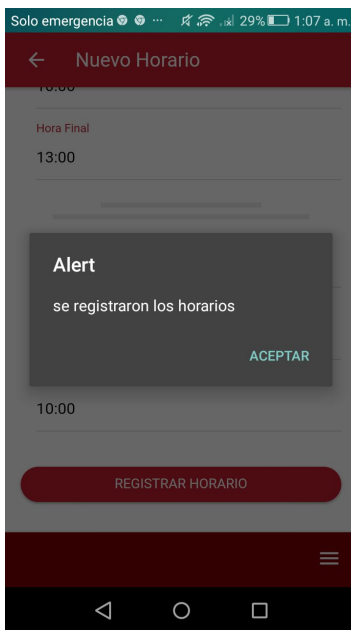 Solo emergencia ... 29% 1:07 a. m.
Nuevo Horario
Hora Final
13:00
Alert
se registraron los horarios
ACEPTAR
10:00
REGISTRAR HORARIO